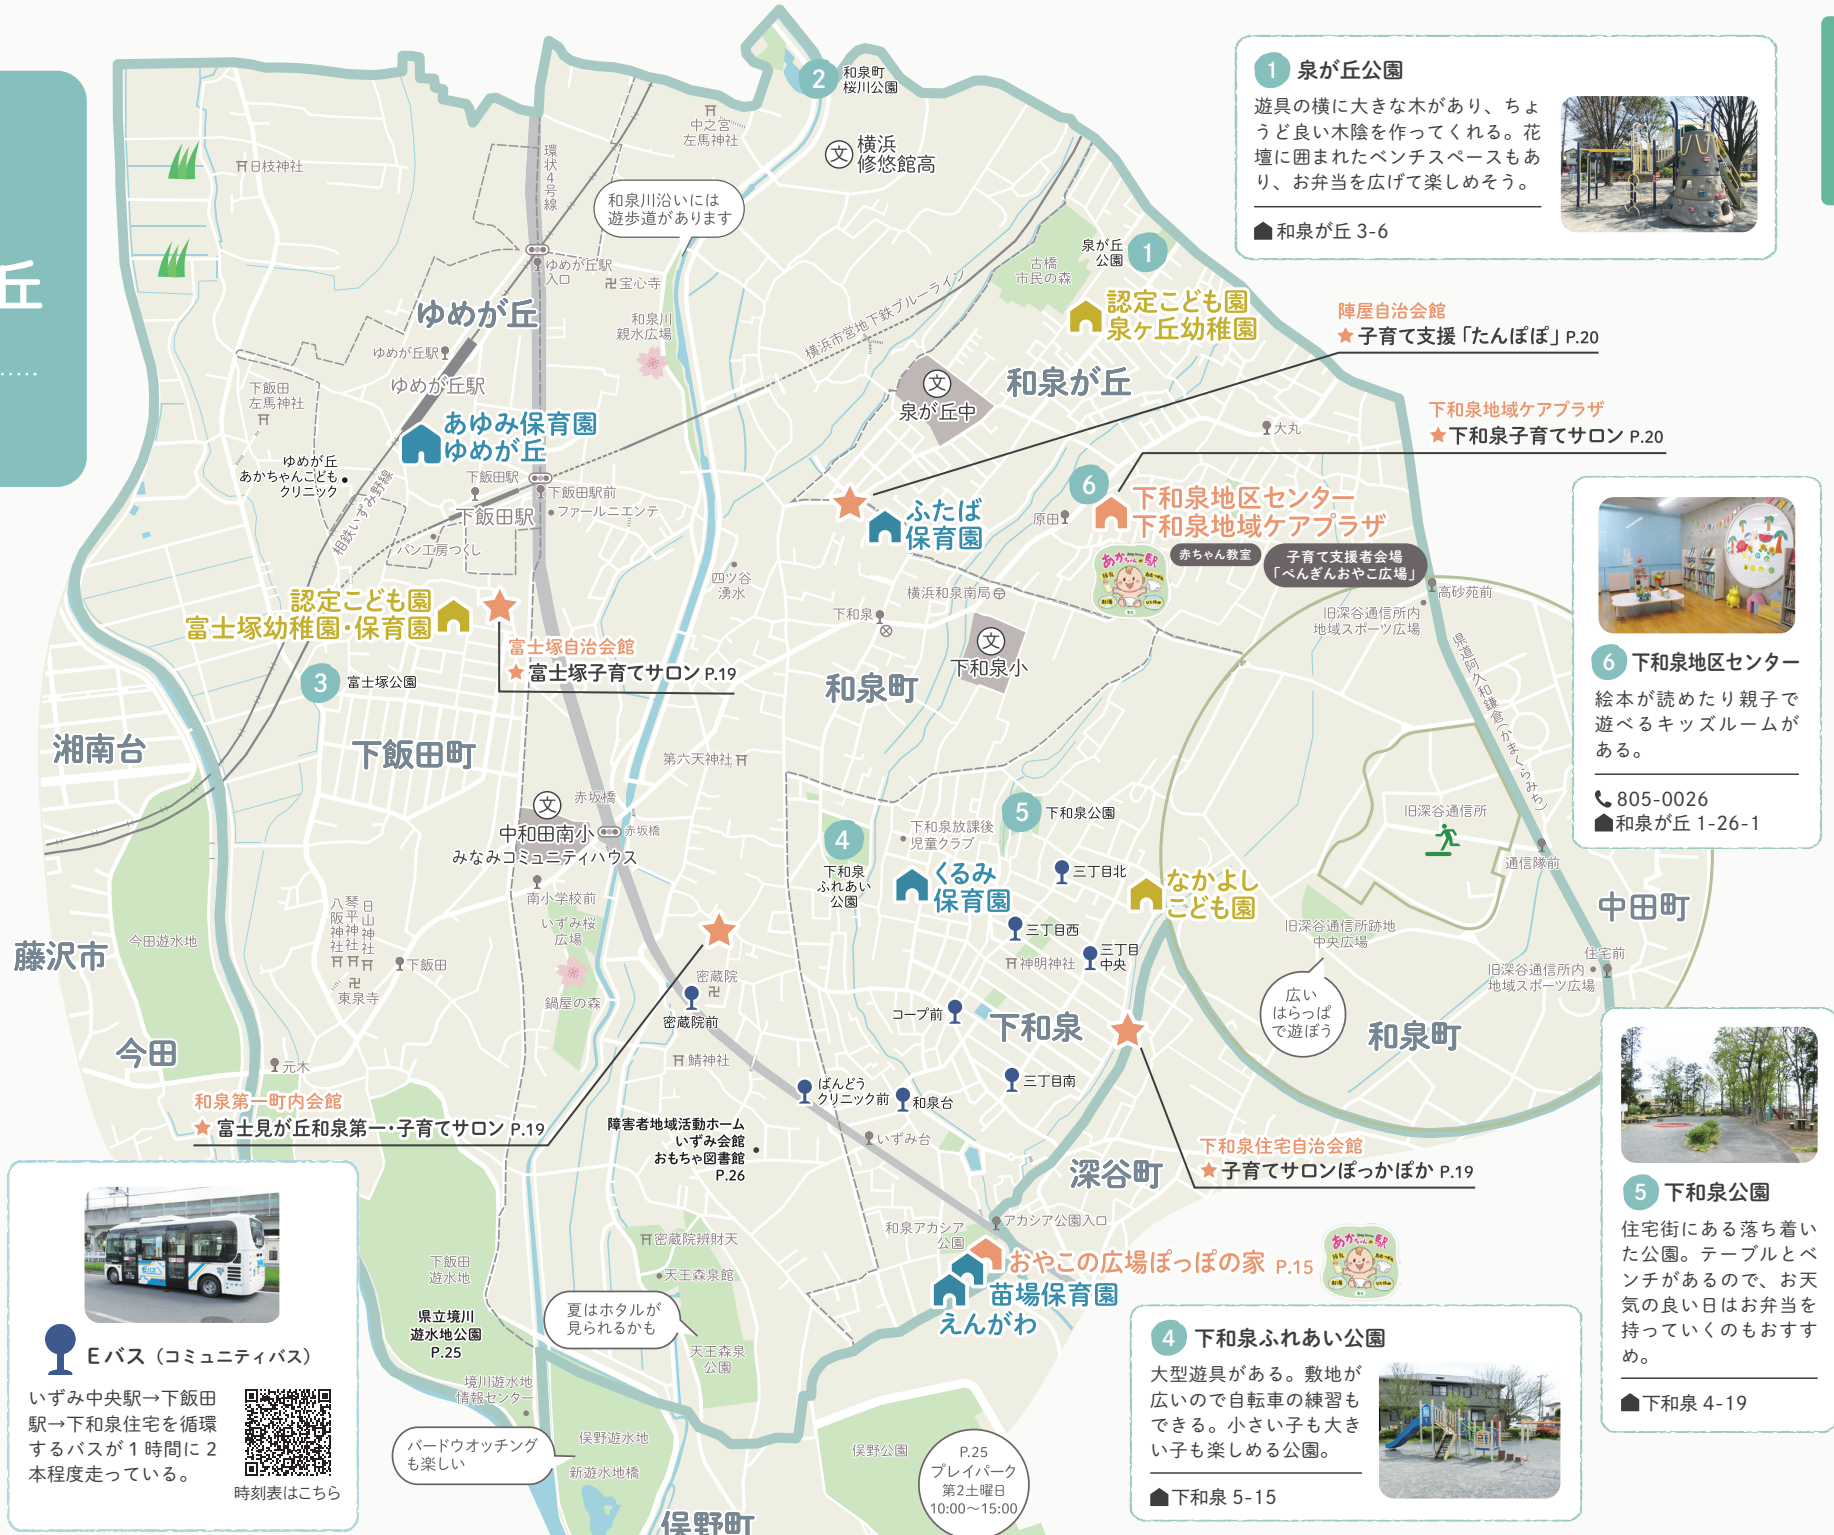 丘
1 泉が丘公園
遊具の横に大きな木があり、ちょ
うど良い木陰を作ってくれる。花
壇に囲まれたベンチスペースもあ
り、お弁当を広げて楽しめそう。
和泉が丘 3-6
2
和泉町
桜川公園
中之宮
左馬神社
文
横浜
修悠館高
日枝神社
環状4号線
和泉川沿いには
遊歩道があります
泉が丘
公園
1
古橋
市民の森
ゆめが丘駅
入口
宝心寺
ゆめが丘
和泉川
親水広場
横浜市営地下鉄ブルーライン
認定こども園
泉ヶ丘幼稚園
陣屋自治会館
子育て支援「たんぽぽ」P.20
ゆめが丘駅
ゆめが丘駅
下飯田
左馬神社
文
泉が丘中
和泉が丘
下和泉地域ケアプラザ
下和泉子育てサロン P.20
大丸
あゆみ保育園
ゆめが丘
ゆめが丘
あかちゃんこども
クリニック
相鉄いずみ野線
下飯田駅
下飯田駅前
下飯田駅
ファールニエンテ
パン工房つくし
ふたば
保育園
原田
6
下和泉地区センター
下和泉地域ケアプラザ
赤ちゃん教室
子育て支援者会場
「ぺんぎんおやこ広場」
あかちゃんの駅
四ツ谷
湧水
横浜和泉南局
下和泉
高砂苑前
旧深谷通信所内
地域スポーツ広場
県道阿久和鎌倉(かまくらみち)
認定こども園
富士塚幼稚園・保育園
富士塚自治会館
富士塚子育てサロン P.19
3
富士塚公園
文
下和泉小
和泉町
6 下和泉地区センター
絵本が読めたり親子で
遊べるキッズルームが
ある。
805-0026
和泉が丘 1-26-1
湘南台
下飯田町
第六天神社
文
赤坂橋
中和田南小
赤坂橋
みなみコミュニティハウス
南小学校前
いずみ桜
広場
鍋屋の森
4
下和泉
ふれあい
公園
下和泉放課後
児童クラブ
5
下和泉公園
三丁目北
くるみ
保育園
なかよし
こども園
三丁目西
三丁目
中央
神明神社
旧深谷通信所
通信隊前
中田町
旧深谷通信所跡地
中央広場
住宅前
旧深谷通信所内
地域スポーツ広場
広い
はらっぱ
で遊ぼう
和泉町
藤沢市
今田遊水地
八坂神社
琴平神社
日山神社
東泉寺
下飯田
密蔵院
密蔵院前
コープ前
下和泉
今田
元木
鯖神社
ばんどう
クリニック前
和泉台
三丁目南
いずみ台
和泉第一町内会館
富士見が丘和泉第一・子育てサロン P.19
障害者地域活動ホーム
いずみ会館
おもちゃ図書館
P.26
下和泉住宅自治会館
子育てサロンぽっかぽか P.19
深谷町
5 下和泉公園
住宅街にある落ち着い
た公園。テーブルとベ
ンチがあるので、お天
気の良い日はお弁当を
持っていくのもおすす
め。
下和泉 4-19
Eバス（コミュニティバス）
いずみ中央駅→下飯田
駅→下和泉住宅を循環
するバスが1時間に2
本程度走っている。
時刻表はこちら
下飯田
遊水地
県立境川
遊水地公園
P.25
境川遊水地
情報センター
バードウオッチング
も楽しい
俣野遊水地
新遊水地橋
俣野町
密蔵院辨財天
天王森泉館
夏はホタルが
見られるかも
天王森泉
公園
和泉アカシア
公園
アカシア公園入口
おやこの広場ぽっぽの家 P.15
あかちゃんの駅
苗場保育園
えんがわ
俣野公園
P.25
プレイパーク
第2土曜日
10:00〜15:00
4 下和泉ふれあい公園
大型遊具がある。敷地が
広いので自転車の練習も
できる。小さい子も大き
い子も楽しめる公園。
下和泉 5-15